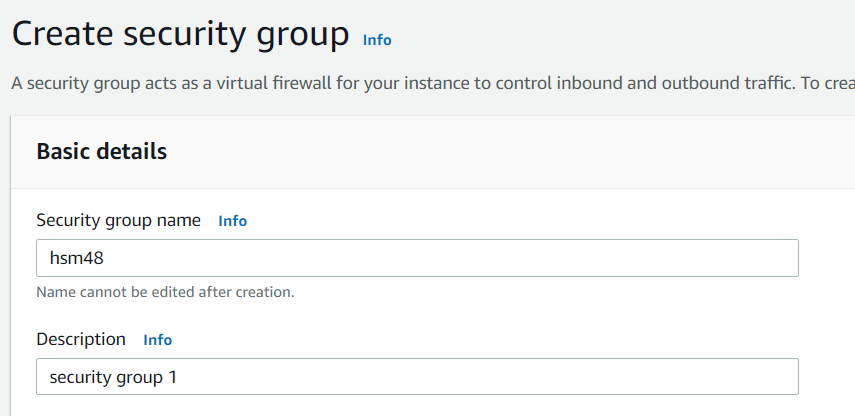 Create security group Info
A security group acts as a virtual firewall for your instance to control inbound and outbound traffic. To crea
Basic details
Security group name Info
hsm48
Name cannot be edited after creation.
Description Info
security group 1